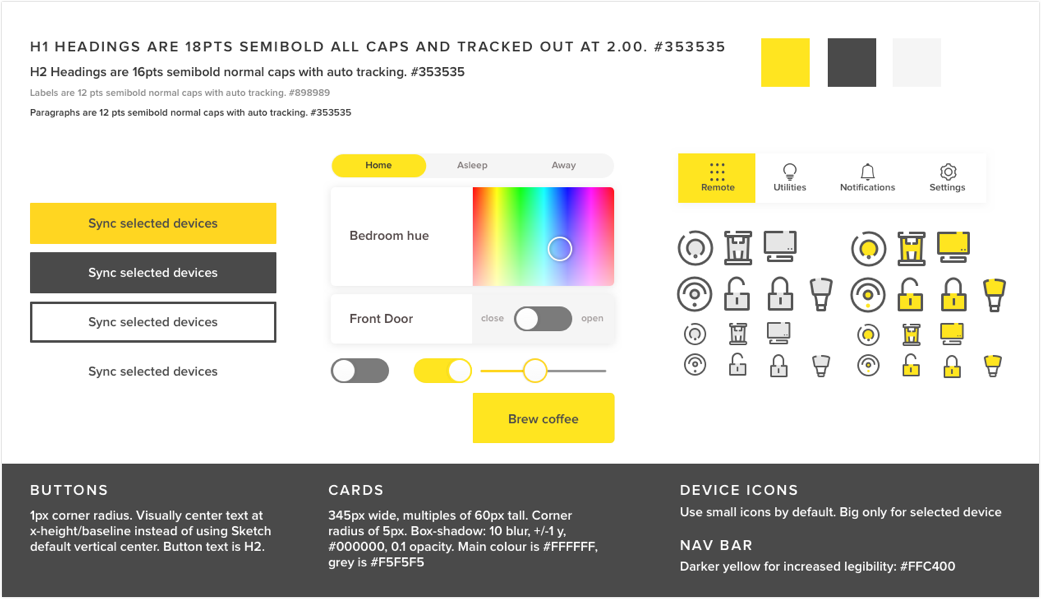 H1 HEADINGS ARE 18PTS SEMIBOLD ALL CAPS AND TRACKED OUT AT 2.00. #353535
H2 Headings are 16pts semibold normal caps with auto tracking. #353535
Labels are 12 pts semibold normal caps with auto tracking. #898989
Paragraphs are 12 pts semibold normal caps with auto tracking. #353535
Sync selected devices
Sync selected devices
Sync selected devices
Sync selected devices
Home Asleep Away
Bedroom hue
Front Door close open
Brew coffee
Remote Utilities Notifications Settings
BUTTONS
1px corner radius. Visually center text at
x-height/baseline instead of using Sketch
default vertical center. Button text is H2.
CARDS
345px wide, multiples of 60px tall. Corner
radius of 5px. Box-shadow: 10 blur, +/-1 y,
#000000, 0.1 opacity. Main colour is #FFFFFF,
grey is #F5F5F5
DEVICE ICONS
Use small icons by default. Big only for selected device
NAV BAR
Darker yellow for increased legibility: #FFC400